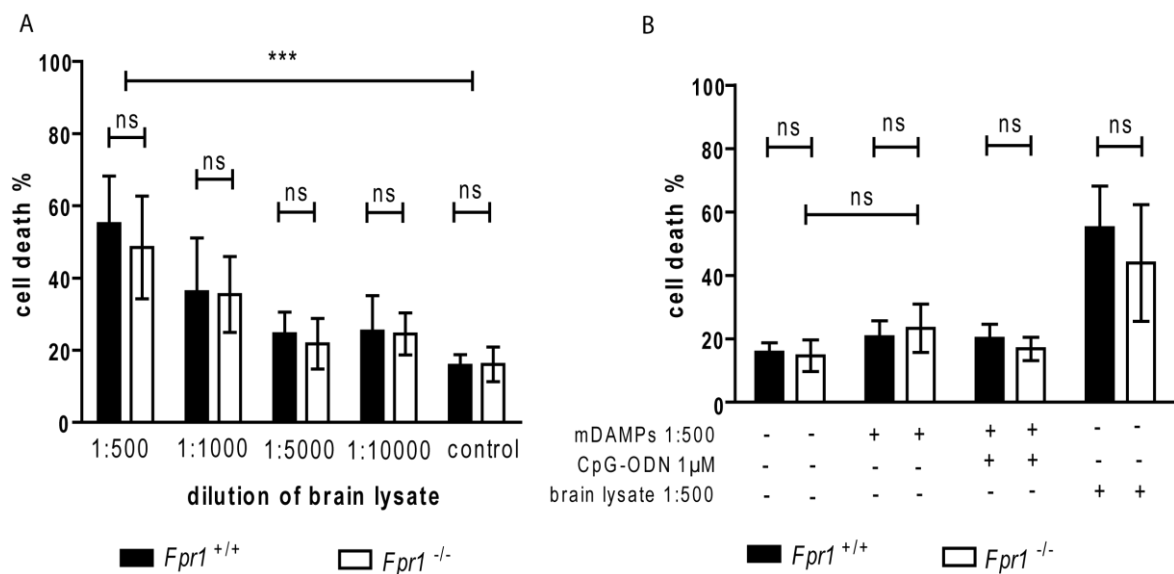 A
B
100
80
60
40
20
0
cell death %
***
ns
ns
ns
ns
ns
1:500 1:1000 1:5000 1:10000 control
dilution of brain lysate
Fpr1 +/+ Fpr1 -/-
100
80
60
40
20
0
cell death %
ns
ns
ns
ns
ns
mDAMPs 1:500 - - + + + + - -
CpG-ODN 1µM - - - - + + - -
brain lysate 1:500 - - - - - - + +
Fpr1 +/+ Fpr1 -/-